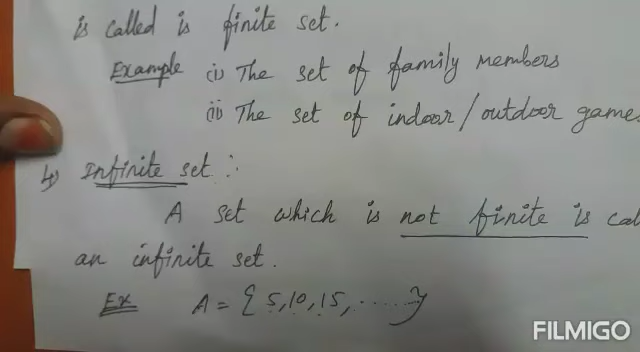 is called is finite set.
Example (i) The set of family members
(ii) The set of indoor/outdoor games
4) Infinite set :
A set which is not finite is cal
an infinite set.
Ex A = {5,10,15,......}
FILMIGO